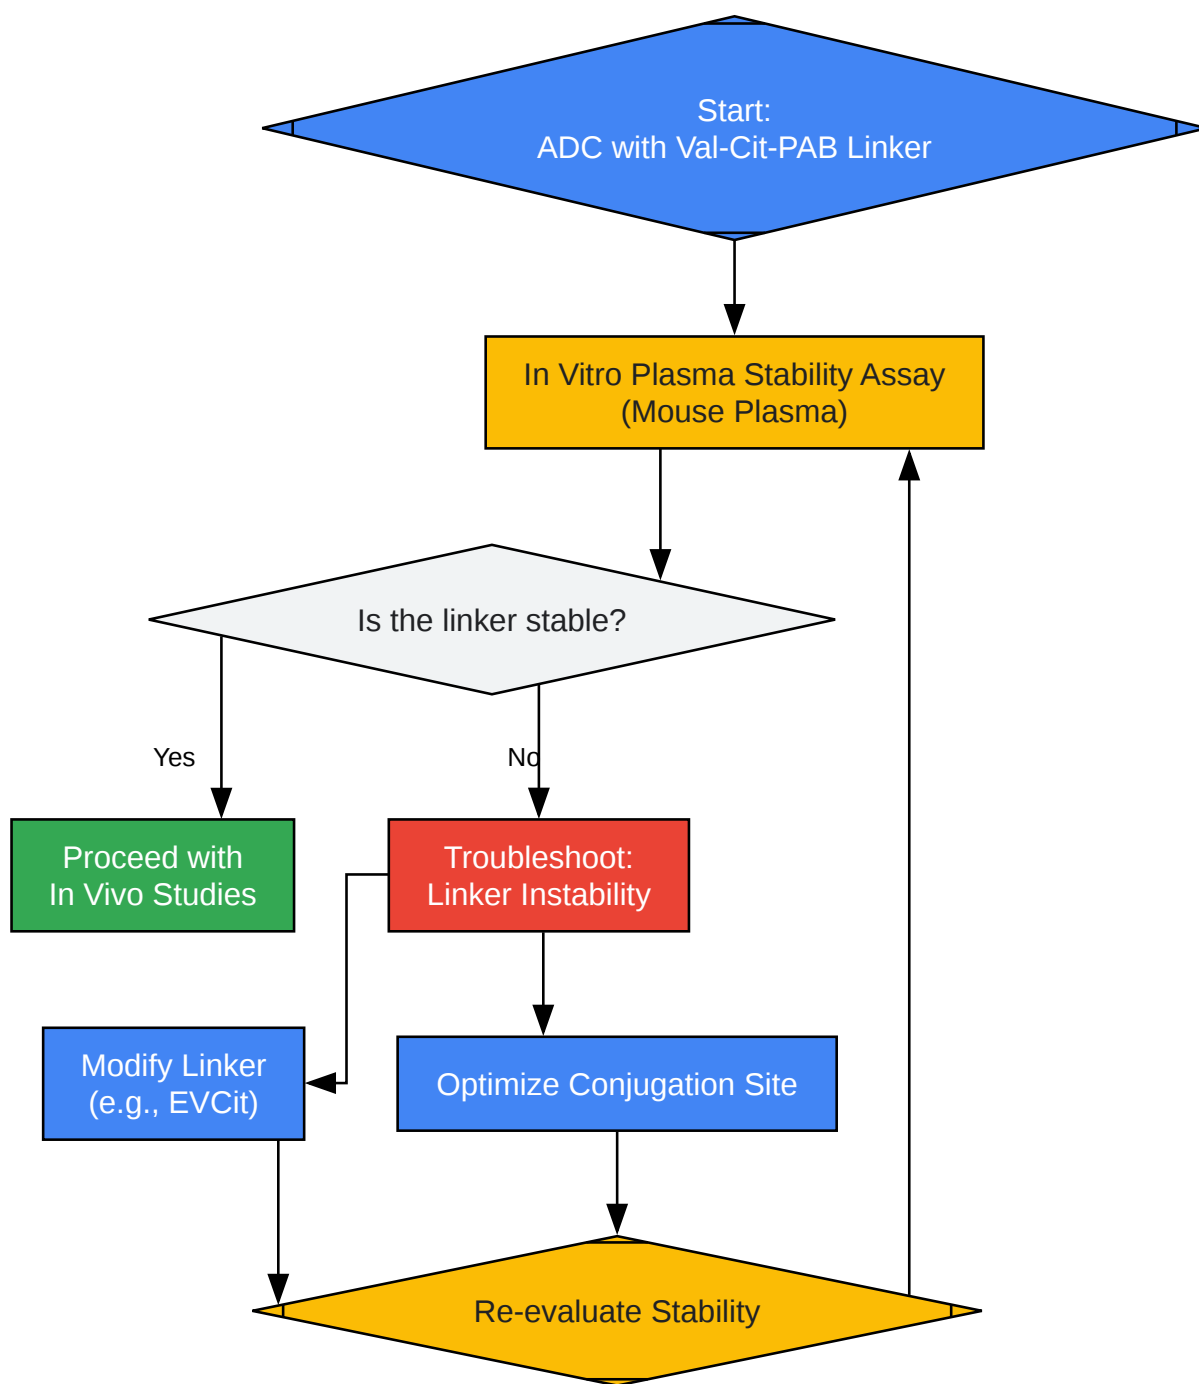 Start:
ADC with Val-Cit-PAB Linker
In Vitro Plasma Stability Assay
(Mouse Plasma)
Is the linker stable?
Yes
No
Proceed with
In Vivo Studies
Troubleshoot:
Linker Instability
Modify Linker
(e.g., EVCit)
Optimize Conjugation Site
Re-evaluate Stability